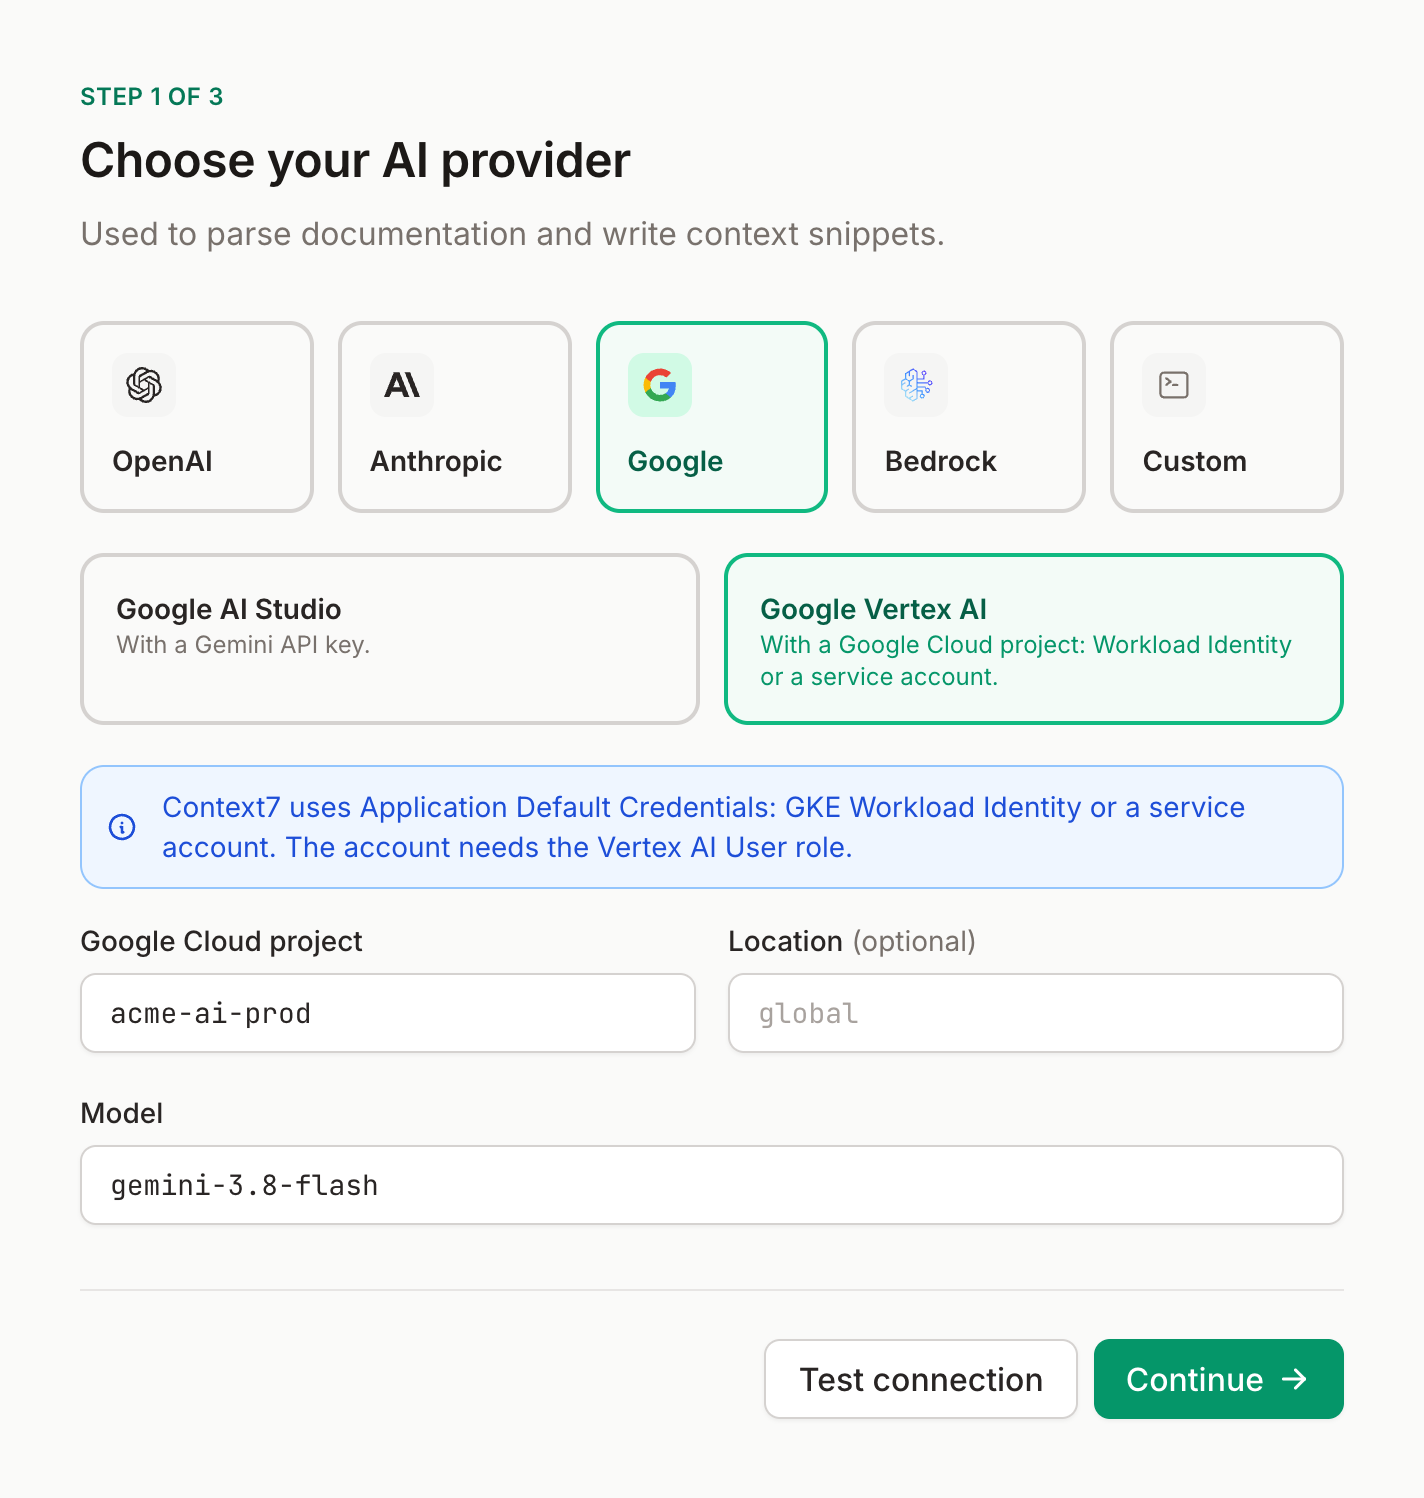 STEP 1 OF 3
Choose your AI provider
Used to parse documentation and write context snippets.
OpenAI
Anthropic
Google
Bedrock
Custom
Google AI Studio
With a Gemini API key.
Google Vertex AI
With a Google Cloud project: Workload Identity
or a service account.
Context7 uses Application Default Credentials: GKE Workload Identity or a service
account. The account needs the Vertex AI User role.
Google Cloud project
Location (optional)
acme-ai-prod
global
Model
gemini-3.8-flash
Test connection
Continue →